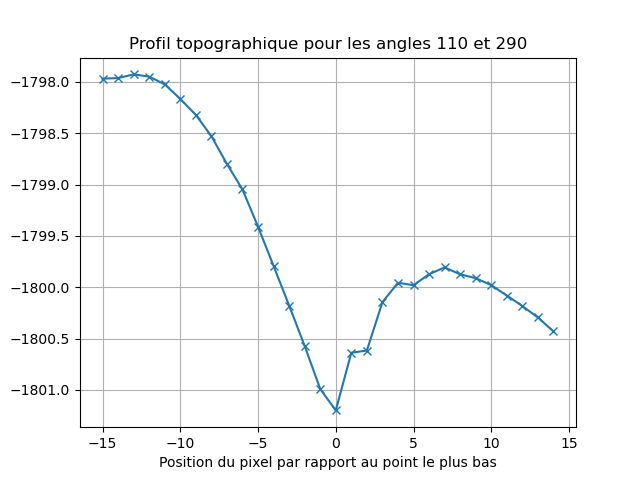 Profil topographique pour les angles 110 et 290
−1798.0
−1798.5
−1799.0
−1799.5
−1800.0
−1800.5
−1801.0
−15 −10 −5 0 5 10 15
Position du pixel par rapport au point le plus bas